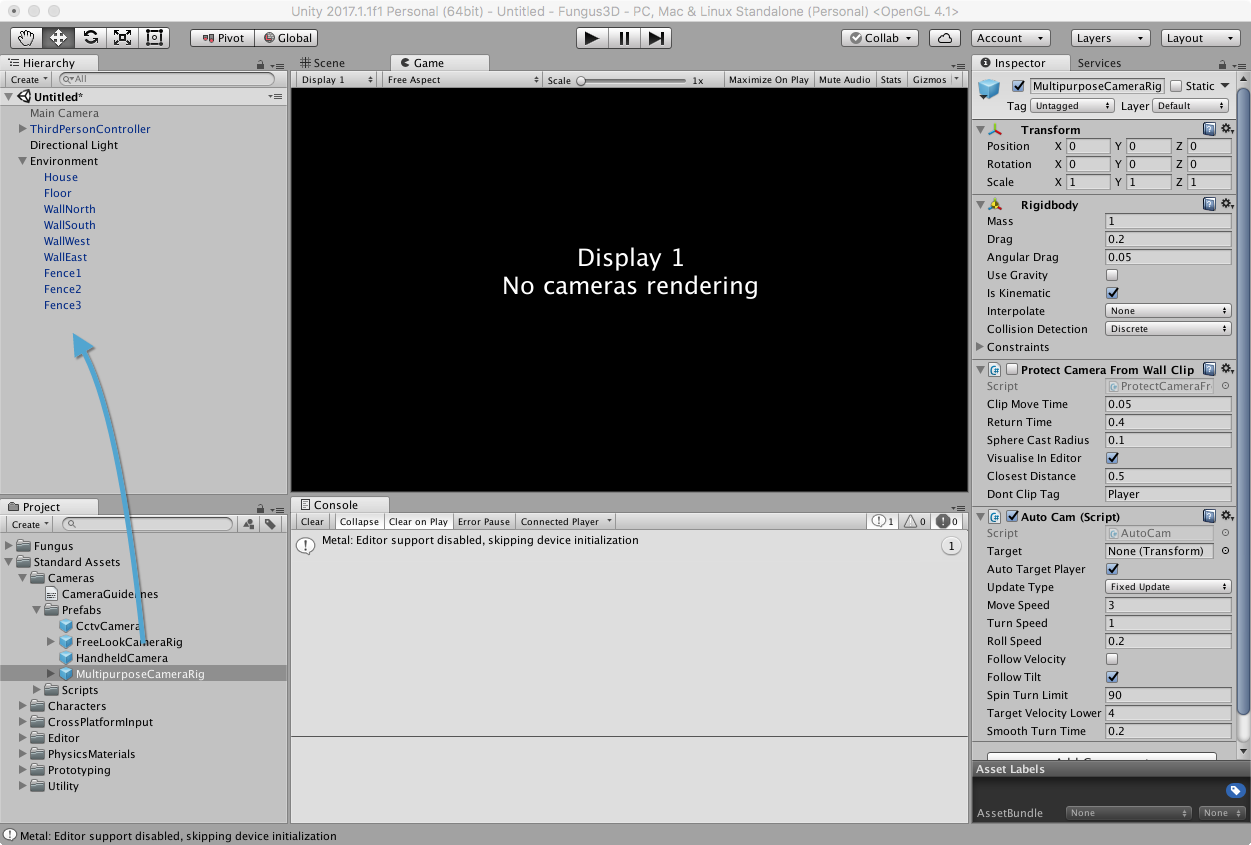 Unity 2017.1.1f1 Personal (64bit) - Untitled - Fungus3D - PC, Mac & Linux Standalone (Personal) <OpenGL 4.1>
Pivot Global Collab Account Layers Layout
Hierarchy
Create All
Untitled*
Main Camera
ThirdPersonController
Directional Light
Environment
House
Floor
WallNorth
WallSouth
WallWest
WallEast
Fence1
Fence2
Fence3
Scene Game
Display 1 Free Aspect Scale 1x Maximize On Play Mute Audio Stats Gizmos
Display 1
No cameras rendering
Project
Create
Fungus
Standard Assets
Cameras
CameraGuidelines
Prefabs
CctvCamera
FreeLookCameraRig
HandheldCamera
MultipurposeCameraRig
Scripts
Characters
CrossPlatformInput
Editor
PhysicsMaterials
Prototyping
Utility
Console
Clear Collapse Clear on Play Error Pause Connected Player 1 0 0
Metal: Editor support disabled, skipping device initialization 1
Inspector Services
MultipurposeCameraRig Static
Tag Untagged Layer Default
Transform
Position X 0 Y 0 Z 0
Rotation X 0 Y 0 Z 0
Scale X 1 Y 1 Z 1
Rigidbody
Mass 1
Drag 0.2
Angular Drag 0.05
Use Gravity
Is Kinematic
Interpolate None
Collision Detection Discrete
Constraints
Protect Camera From Wall Clip
Script ProtectCameraFr
Clip Move Time 0.05
Return Time 0.4
Sphere Cast Radius 0.1
Visualise In Editor
Closest Distance 0.5
Dont Clip Tag Player
Auto Cam (Script)
Script AutoCam
Target None (Transform)
Auto Target Player
Update Type Fixed Update
Move Speed 3
Turn Speed 1
Roll Speed 0.2
Follow Velocity
Follow Tilt
Spin Turn Limit 90
Target Velocity Lower 4
Smooth Turn Time 0.2
Asset Labels
AssetBundle None None
Metal: Editor support disabled, skipping device initialization